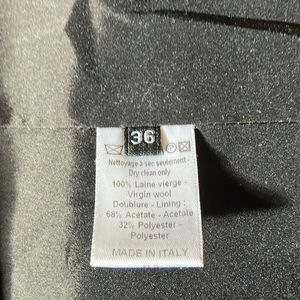 36
Nettoyage à sec seulement -
Dry clean only
100% Laine vierge -
Virgin wool
Doublure - Lining :
68% Acétate - Acetate
32% Polyester -
Polyester
MADE IN ITALY